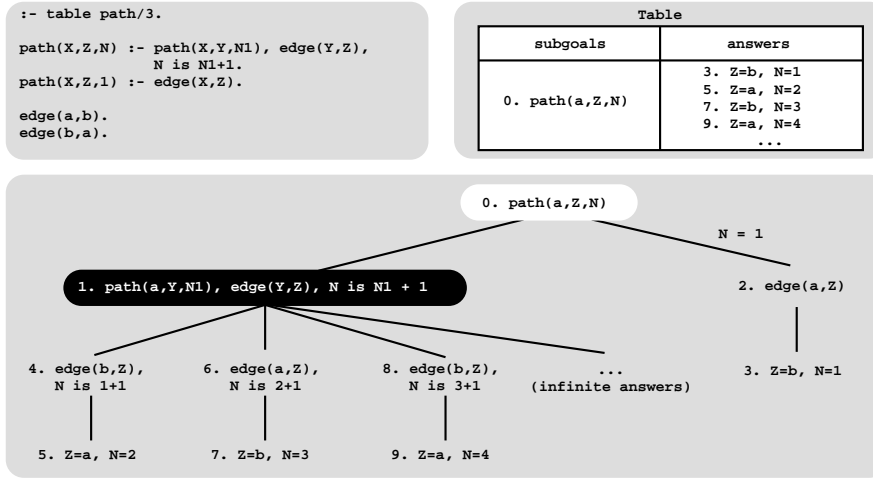 :- table path/3.
path(X,Z,N) :- path(X,Y,N1), edge(Y,Z),
N is N1+1.
path(X,Z,1) :- edge(X,Z).
edge(a,b).
edge(b,a).
Table
subgoals answers
0. path(a,Z,N)
3. Z=b, N=1
5. Z=a, N=2
7. Z=b, N=3
9. Z=a, N=4
...
0. path(a,Z,N)
N = 1
1. path(a,Y,N1), edge(Y,Z), N is N1 + 1
2. edge(a,Z)
4. edge(b,Z),
N is 1+1
6. edge(a,Z),
N is 2+1
8. edge(b,Z),
N is 3+1
...
(infinite answers)
3. Z=b, N=1
5. Z=a, N=2
7. Z=b, N=3
9. Z=a, N=4